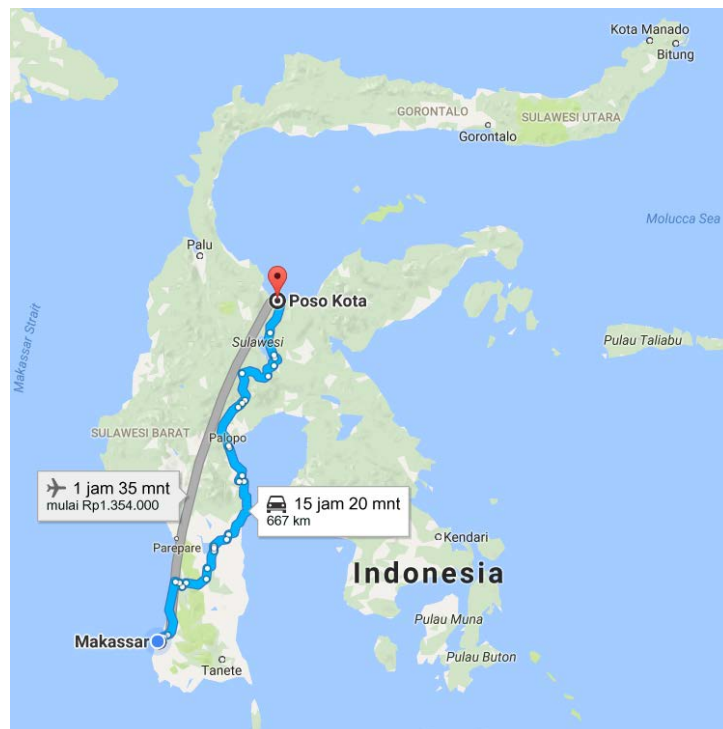 Kota Manado
Bitung
GORONTALO
SULAWESI UTARA
Gorontalo
Molucca Sea
Palu
Poso Kota
Makassar Strait
Sulawesi
Pulau Taliabu
SULAWESI BARAT
Palopo
1 jam 35 mnt
mulai Rp1.354.000
15 jam 20 mnt
667 km
Parepare
Kendari
Indonesia
Pulau Muna
Makassar
Pulau Buton
Tanete